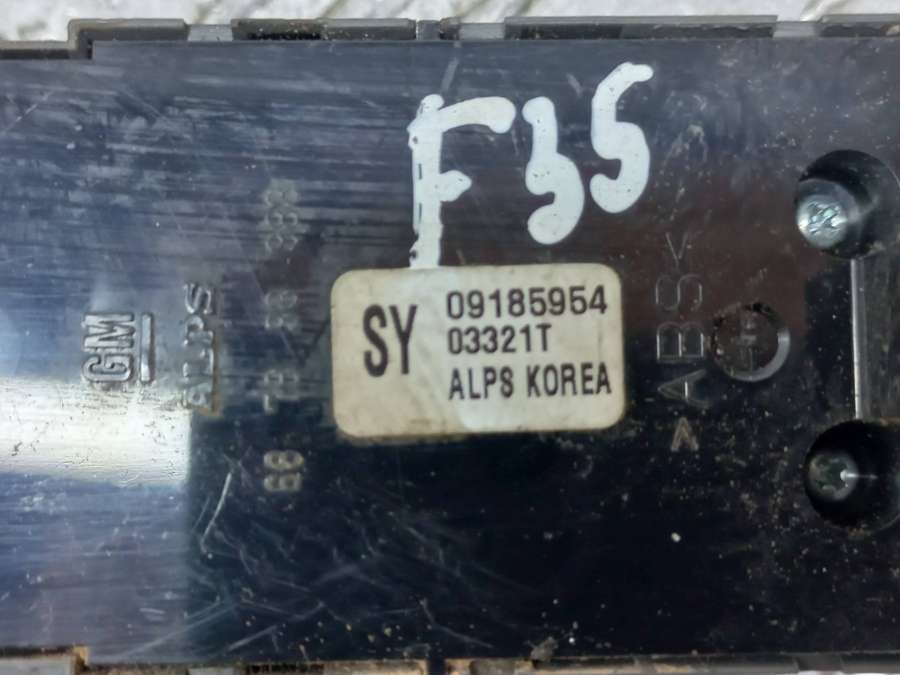 F35
SY
09185954
03321T
ALPS KOREA
GM
ALPS
>ABS<